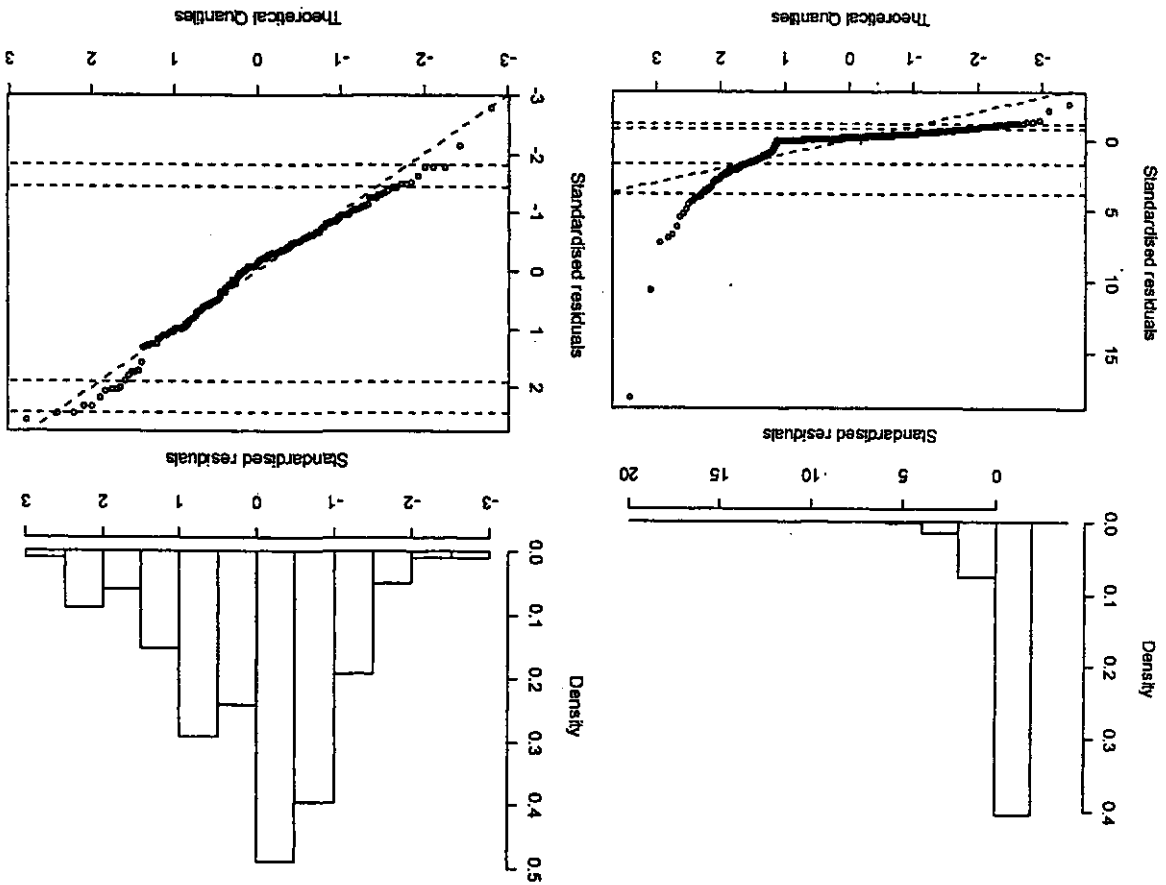 Theoretical Quantiles
-3 -2 -1 0 1 2 3
Standardised residuals
-3 -2 -1 0 1 2
Theoretical Quantiles
-3 -2 -1 0 1 2 3
Standardised residuals
0 5 10 15
Standardised residuals
-3 -2 -1 0 1 2 3
Density
0.0 0.1 0.2 0.3 0.4 0.5
Standardised residuals
0 5 10 15 20
Density
0.0 0.1 0.2 0.3 0.4